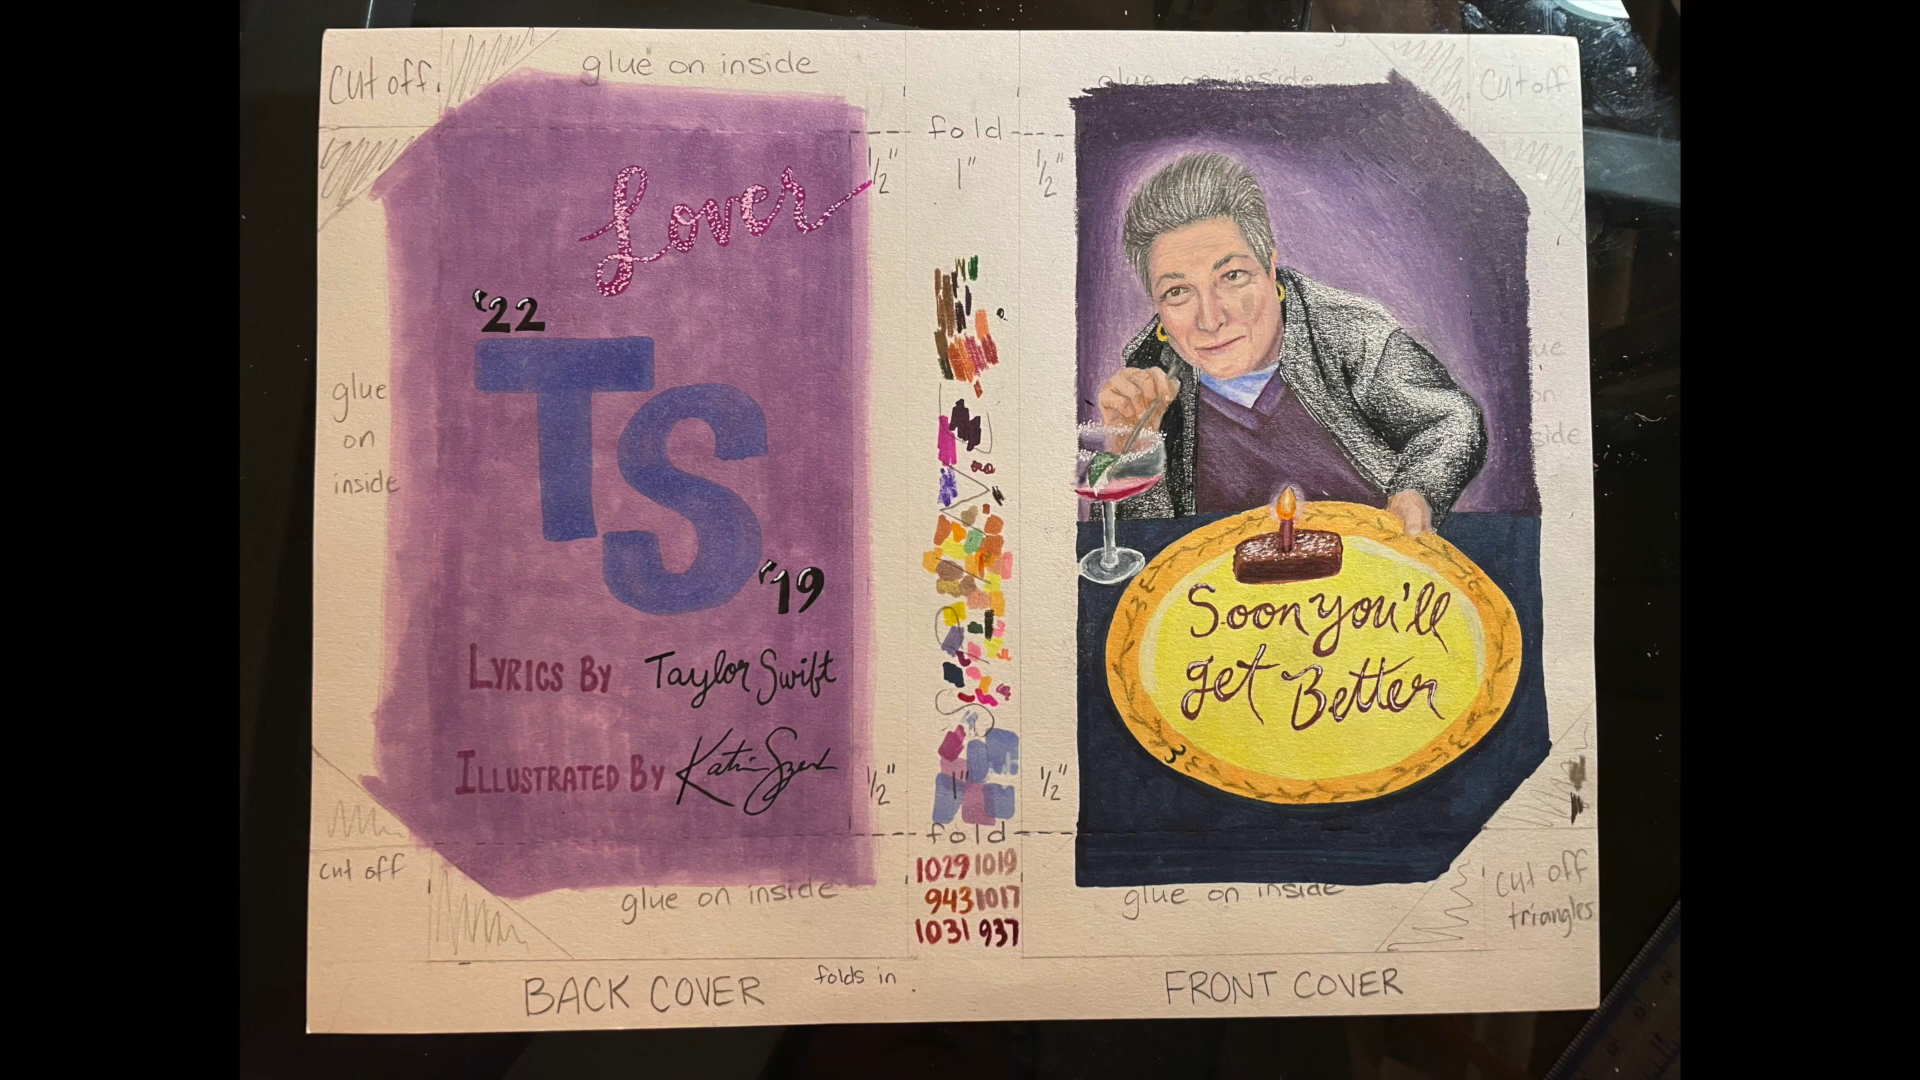 cut off.
glue on inside
Lover
'22
TS
'19
LYRICS BY Taylor Swift
ILLUSTRATED BY
glue
on
inside
cut off
glue on inside
BACK COVER
folds in
fold
1/2" 1" 1/2"
1/2" 1" 1/2"
fold
1029 1019
943 1017
1031 937
glue on inside
cut off
Soon you'll
get Better
glue on inside
cut off
triangles
FRONT COVER